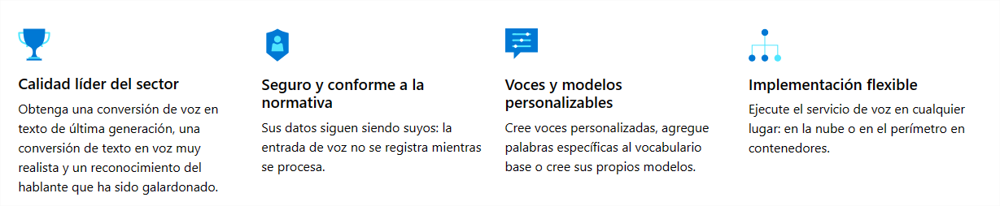 Calidad líder del sector
Obtenga una conversión de voz en
texto de última generación, una
conversión de texto en voz muy
realista y un reconocimiento del
hablante que ha sido galardonado.
Seguro y conforme a la
normativa
Sus datos siguen siendo suyos: la
entrada de voz no se registra mientras
se procesa.
Voces y modelos
personalizables
Cree voces personalizadas, agregue
palabras específicas al vocabulario
base o cree sus propios modelos.
Implementación flexible
Ejecute el servicio de voz en cualquier
lugar: en la nube o en el perímetro en
contenedores.